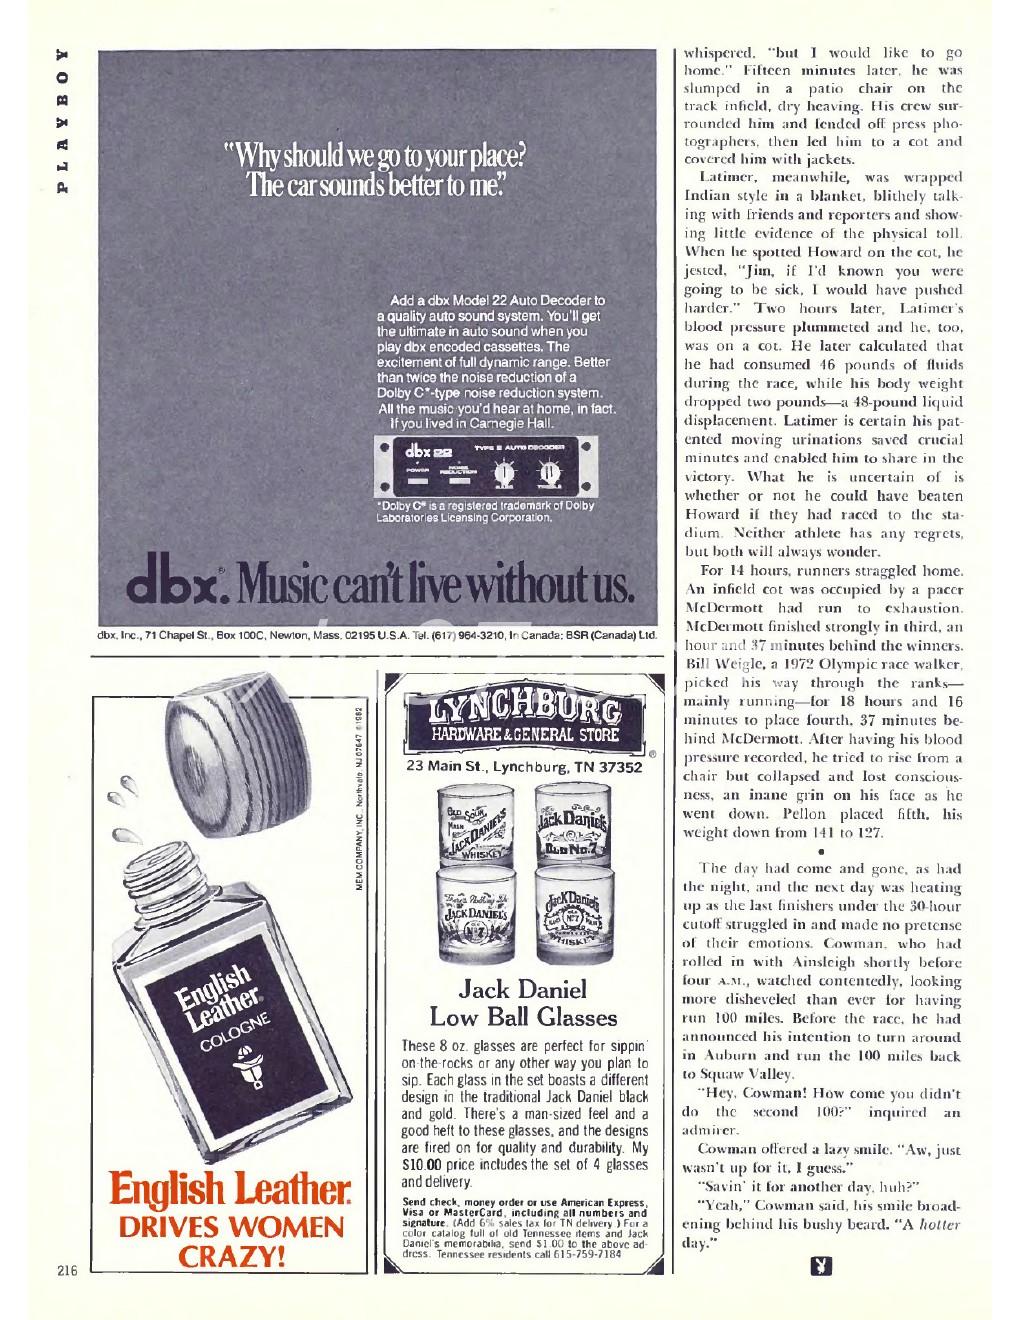 PLAYBOY
"Why should we go to your place?
The car sounds better to me."
Add a dbx Model 22 Auto Decoder to
a quality auto sound system. You'll get
the ultimate in auto sound when you
play dbx encoded cassettes. The
excitement of full dynamic range. Better
than twice the noise reduction of a
Dolby C*-type noise reduction system.
All the music you'd hear at home, in fact.
If you lived in Carnegie Hall.
dbx 22
TYPE II AUTO DECODER
POWER
NOISE
REDUCTION
*Dolby C® is a registered trademark of Dolby
Laboratories Licensing Corporation.
dbx®. Music can't live without us.
dbx, Inc., 71 Chapel St., Box 100C, Newton, Mass. 02195 U.S.A. Tel. (617) 964-3210, In Canada: BSR (Canada) Ltd.
MEM COMPANY, INC., Northvale, NJ 07647 ©1982
English
Leather®
COLOGNE
English Leather®
DRIVES WOMEN
CRAZY!
LYNCHBURG
HARDWARE & GENERAL STORE
®
23 Main St., Lynchburg, TN 37352
OLD SOUR
MASH
JACK DANIEL'S
WHISKEY
Jack Daniel's
OLD No. 7
There's Nothing Like
JACK DANIEL'S
Nº7
Jack Daniel's
OLD
Nº7
WHISKEY
Jack Daniel
Low Ball Glasses
These 8 oz. glasses are perfect for sippin'
on-the-rocks or any other way you plan to
sip. Each glass in the set boasts a different
design in the traditional Jack Daniel black
and gold. There's a man-sized feel and a
good heft to these glasses, and the designs
are fired on for quality and durability. My
$10.00 price includes the set of 4 glasses
and delivery.
Send check, money order or use American Express,
Visa or MasterCard, including all numbers and
signature. (Add 6% sales tax for TN delivery.) For a
color catalog full of old Tennessee items and Jack
Daniel's memorabilia, send $1.00 to the above ad-
dress. Tennessee residents call 615-759-7184
whispered, "but I would like to go
home." Fifteen minutes later, he was
slumped in a patio chair on the
track infield, dry heaving. His crew sur-
rounded him and fended off press pho-
tographers, then led him to a cot and
covered him with jackets.
Latimer, meanwhile, was wrapped
Indian style in a blanket, blithely talk-
ing with friends and reporters and show-
ing little evidence of the physical toll.
When he spotted Howard on the cot, he
jested, "Jim, if I'd known you were
going to be sick, I would have pushed
harder." Two hours later, Latimer's
blood pressure plummeted and he, too,
was on a cot. He later calculated that
he had consumed 46 pounds of fluids
during the race, while his body weight
dropped two pounds—a 48-pound liquid
displacement. Latimer is certain his pat-
ented moving urinations saved crucial
minutes and enabled him to share in the
victory. What he is uncertain of is
whether or not he could have beaten
Howard if they had raced to the sta-
dium. Neither athlete has any regrets,
but both will always wonder.
For 14 hours, runners straggled home.
An infield cot was occupied by a pacer
McDermott had run to exhaustion.
McDermott finished strongly in third, an
hour and 37 minutes behind the winners.
Bill Weigle, a 1972 Olympic race walker,
picked his way through the ranks—
mainly running—for 18 hours and 16
minutes to place fourth, 37 minutes be-
hind McDermott. After having his blood
pressure recorded, he tried to rise from a
chair but collapsed and lost conscious-
ness, an inane grin on his face as he
went down. Pellon placed fifth, his
weight down from 141 to 127.
•
The day had come and gone, as had
the night, and the next day was heating
up as the last finishers under the 30-hour
cutoff struggled in and made no pretense
of their emotions. Cowman, who had
rolled in with Ainsleigh shortly before
four A.M., watched contentedly, looking
more disheveled than ever for having
run 100 miles. Before the race, he had
announced his intention to turn around
in Auburn and run the 100 miles back
to Squaw Valley.
"Hey, Cowman! How come you didn't
do the second 100?" inquired an
admirer.
Cowman offered a lazy smile. "Aw, just
wasn't up for it, I guess."
"Savin' it for another day, huh?"
"Yeah," Cowman said, his smile broad-
ening behind his bushy beard. "A hotter
day."
216